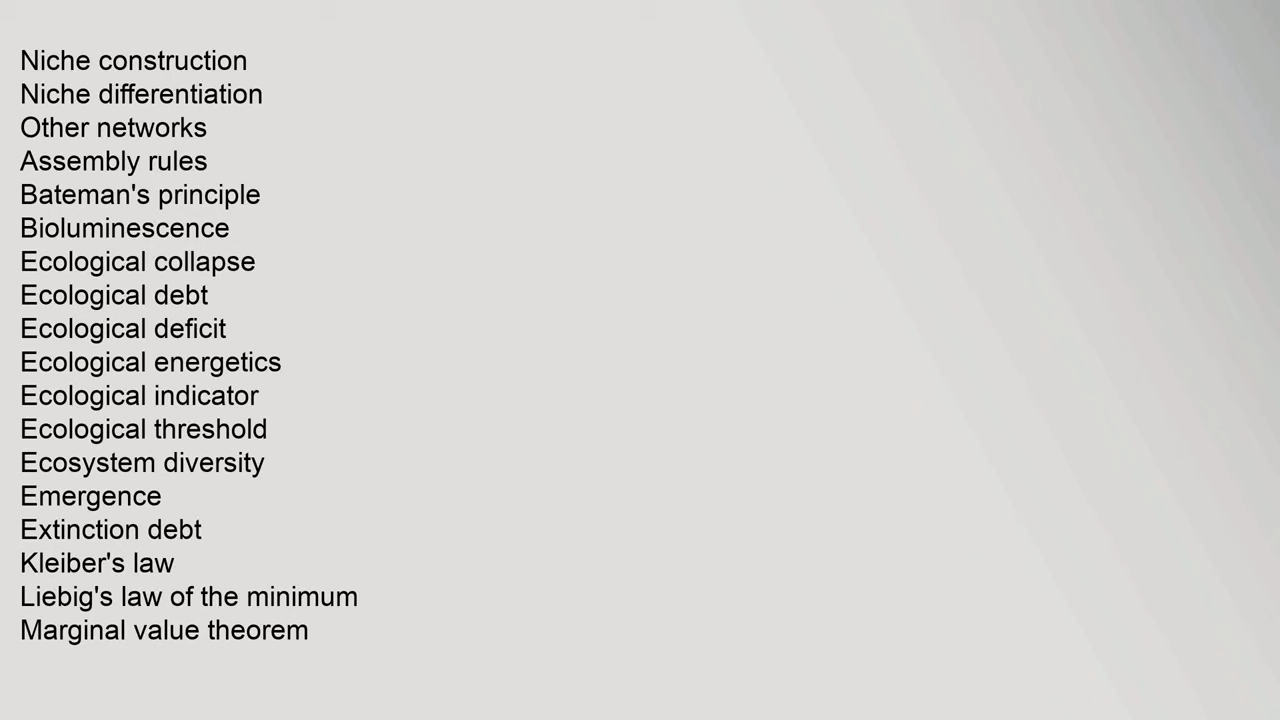 Niche construction
Niche differentiation
Other networks
Assembly rules
Bateman's principle
Bioluminescence
Ecological collapse
Ecological debt
Ecological deficit
Ecological energetics
Ecological indicator
Ecological threshold
Ecosystem diversity
Emergence
Extinction debt
Kleiber's law
Liebig's law of the minimum
Marginal value theorem